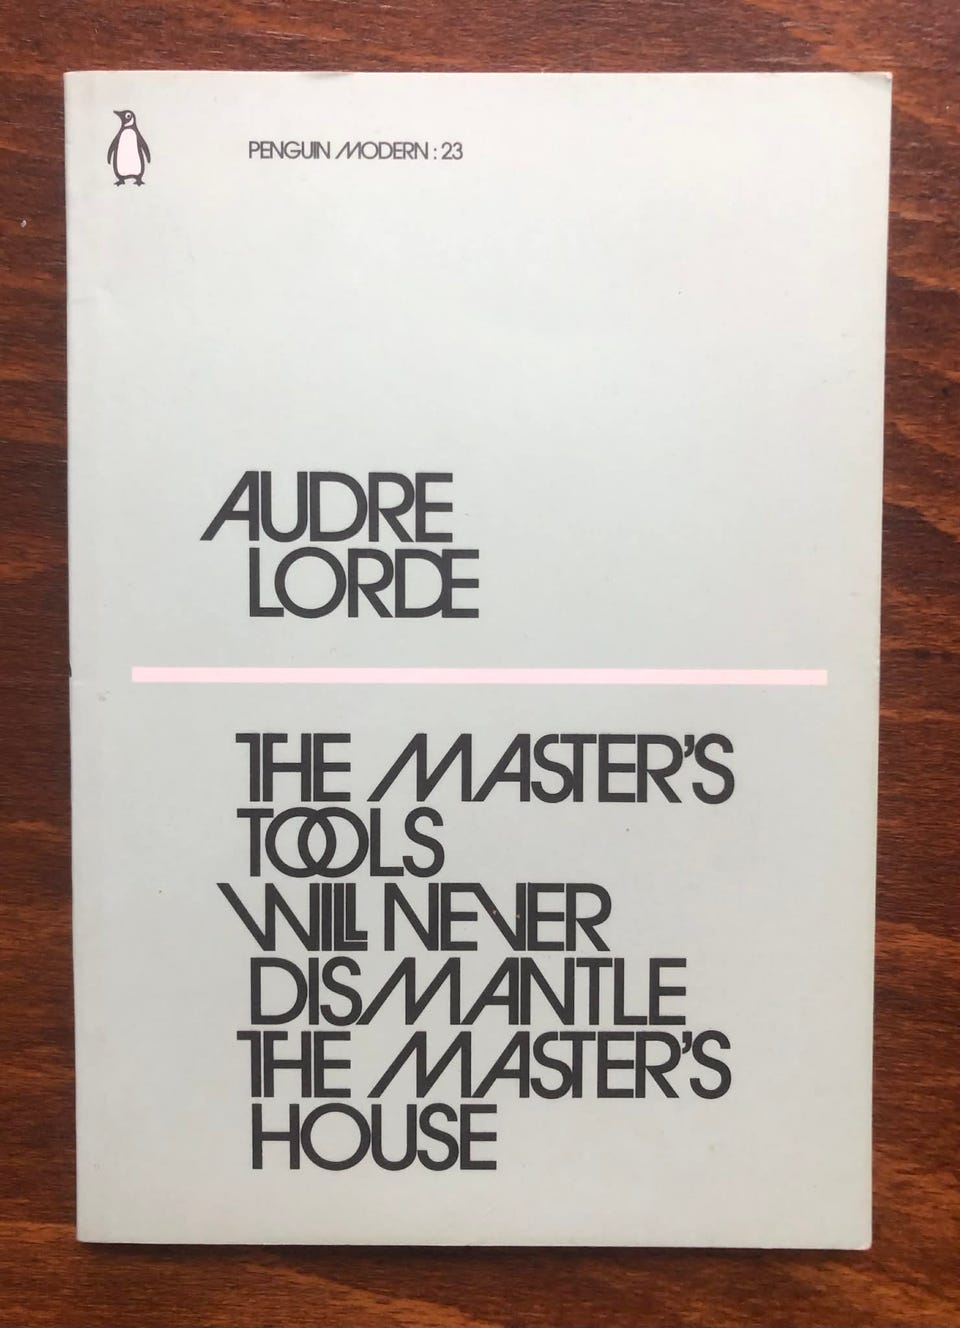 PENGUIN MODERN : 23
AUDRE
LORDE
THE MASTER'S
TOOLS
WILL NEVER
DISMANTLE
THE MASTER'S
HOUSE